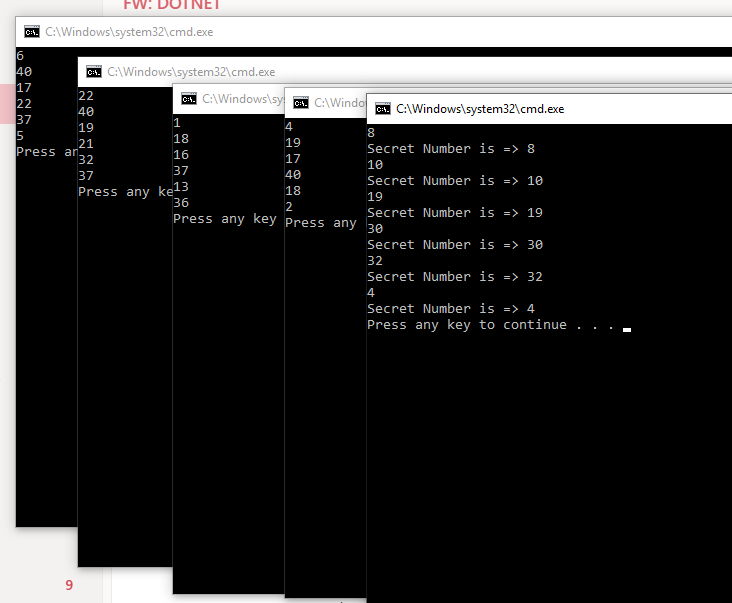 FW: DOTNET
C:\Windows\system32\cmd.exe
6
40
17
22
37
5
Press an
C:\Windows\system32\cmd.exe
22
40
19
21
32
37
Press any ke
C:\Windows\sys
1
18
16
37
13
36
Press any key
C:\Windo
4
19
17
40
18
2
Press any
C:\Windows\system32\cmd.exe
8
Secret Number is => 8
10
Secret Number is => 10
19
Secret Number is => 19
30
Secret Number is => 30
32
Secret Number is => 32
4
Secret Number is => 4
Press any key to continue . . .
9